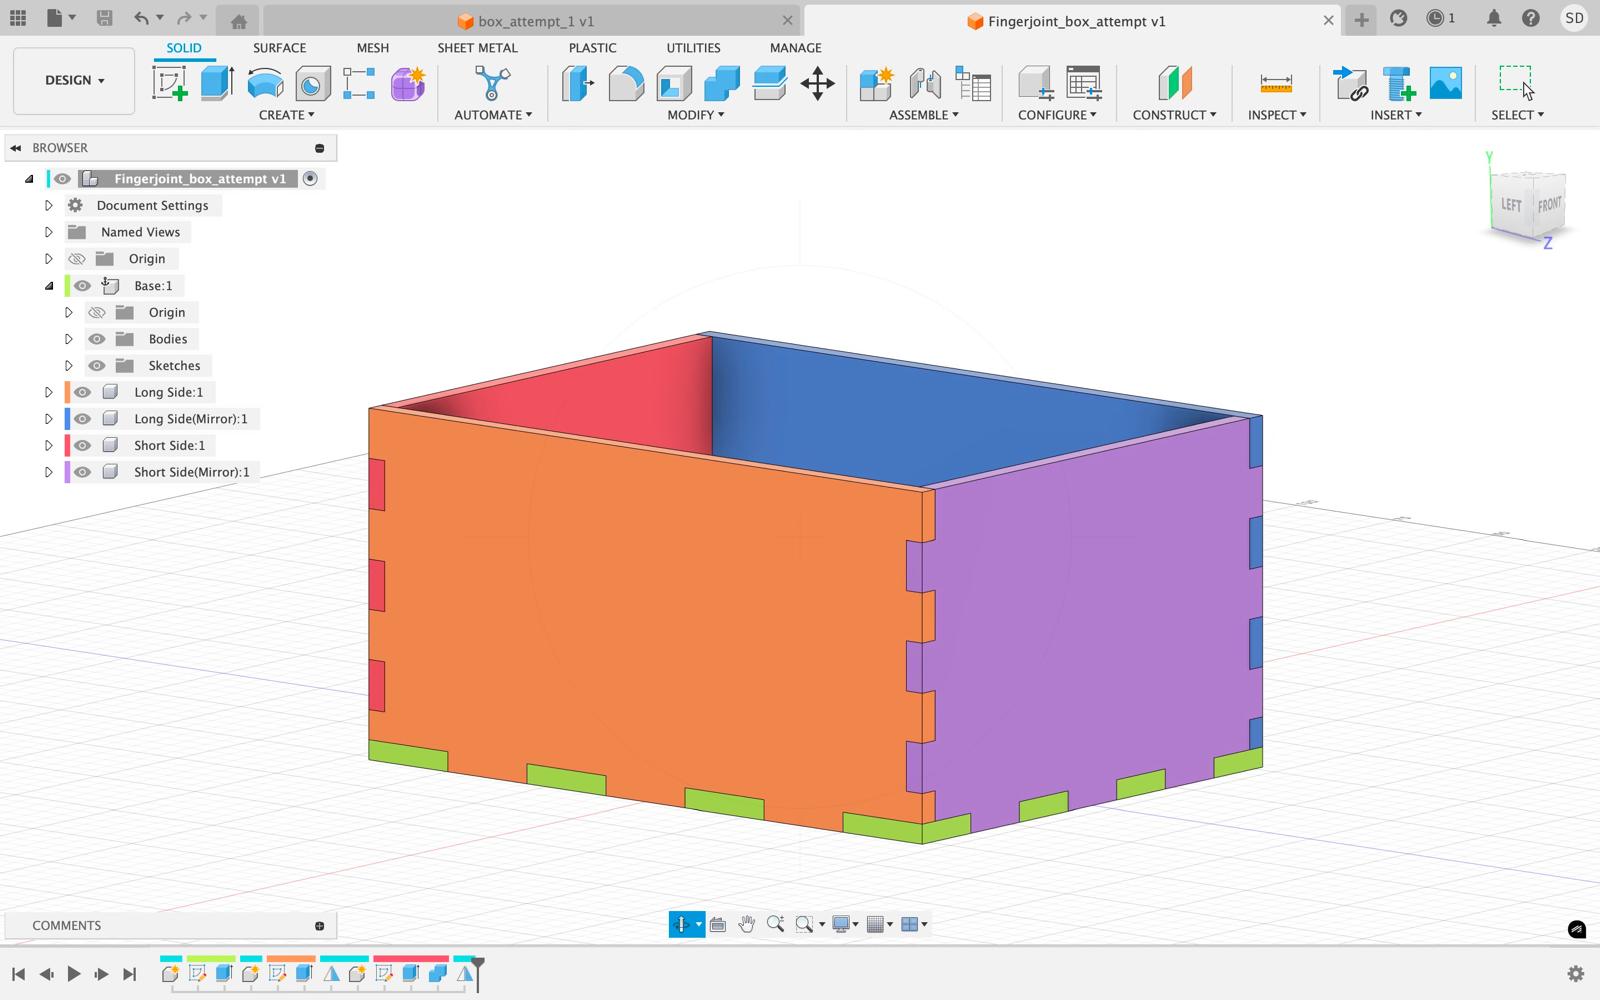 box_attempt_1 v1
Fingerjoint_box_attempt v1
1
SD
DESIGN
SOLID
SURFACE
MESH
SHEET METAL
PLASTIC
UTILITIES
MANAGE
CREATE
AUTOMATE
MODIFY
ASSEMBLE
CONFIGURE
CONSTRUCT
INSPECT
INSERT
SELECT
BROWSER
Fingerjoint_box_attempt v1
Document Settings
Named Views
Origin
Base:1
Origin
Bodies
Sketches
Long Side:1
Long Side(Mirror):1
Short Side:1
Short Side(Mirror):1
Y
LEFT
FRONT
Z
COMMENTS